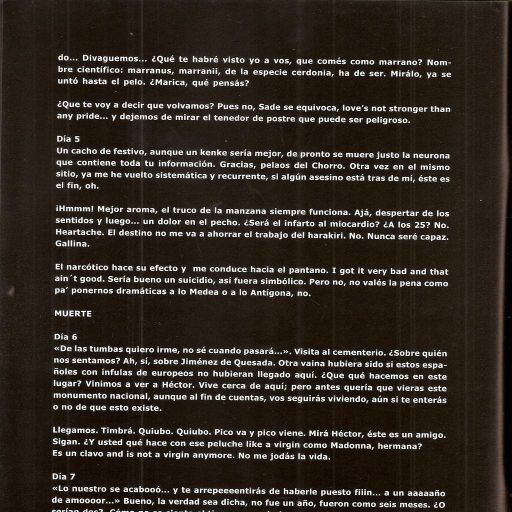 do... Divaguemos... ¿Qué te habré visto yo a vos, que comés como marrano? Nom-
bre científico: marranus, marranii, de la especie cerdonia, ha de ser. Mirálo, ya se
untó hasta el pelo. ¿Marica, qué pensás?
¿Que te voy a decir que volvamos? Pues no, Sade se equivoca, love's not stronger than
any pride... y dejemos de mirar el tenedor de postre que puede ser peligroso.
Día 5
Un cacho de festivo, aunque un kenke sería mejor, de pronto se muere justo la neurona
que contiene toda tu información. Gracias, pelaos del Chorro. Otra vez en el mismo
sitio, ya me he vuelto sistemática y recurrente, si algún asesino está tras de mí, éste es
el fin, oh.
¡Hmmm! Mejor aroma, el truco de la manzana siempre funciona. Ajá, despertar de los
sentidos y luego... un dolor en el pecho. ¿Será el infarto al miocardio? ¿A los 25? No.
Heartache. El destino no me va a ahorrar el trabajo del harakiri. No. Nunca seré capaz.
Gallina.
El narcótico hace su efecto y me conduce hacia el pantano. I got it very bad and that
ain´t good. Sería bueno un suicidio, así fuera simbólico. Pero no, no valés la pena como
pa' ponernos dramáticas a lo Medea o a lo Antígona, no.
MUERTE
Día 6
«De las tumbas quiero irme, no sé cuando pasará...». Visita al cementerio. ¿Sobre quién
nos sentamos? Ah, sí, sobre Jiménez de Quesada. Otra vaina hubiera sido si estos espa-
ñoles con ínfulas de europeos no hubieran llegado aquí. ¿Que qué hacemos en este
lugar? Vinimos a ver a Héctor. Vive cerca de aquí; pero antes quería que vieras este
monumento nacional, aunque al fin de cuentas, vos seguirás viviendo, aún si te enterás
o no de que esto existe.
Llegamos. Timbrá. Quiubo. Quiubo. Pico va y pico viene. Mirá Héctor, éste es un amigo.
Sigan. ¿Y usted qué hace con ese peluche like a virgin como Madonna, hermana?
Es un clavo and is not a virgin anymore. No me jodás la vida.
Día 7
«Lo nuestro se acabooó... y te arrepeeeentirás de haberle puesto fiiin... a un aaaaaño
de amoooor...» Bueno, la verdad sea dicha, no fue un año, fueron como seis meses. ¿O